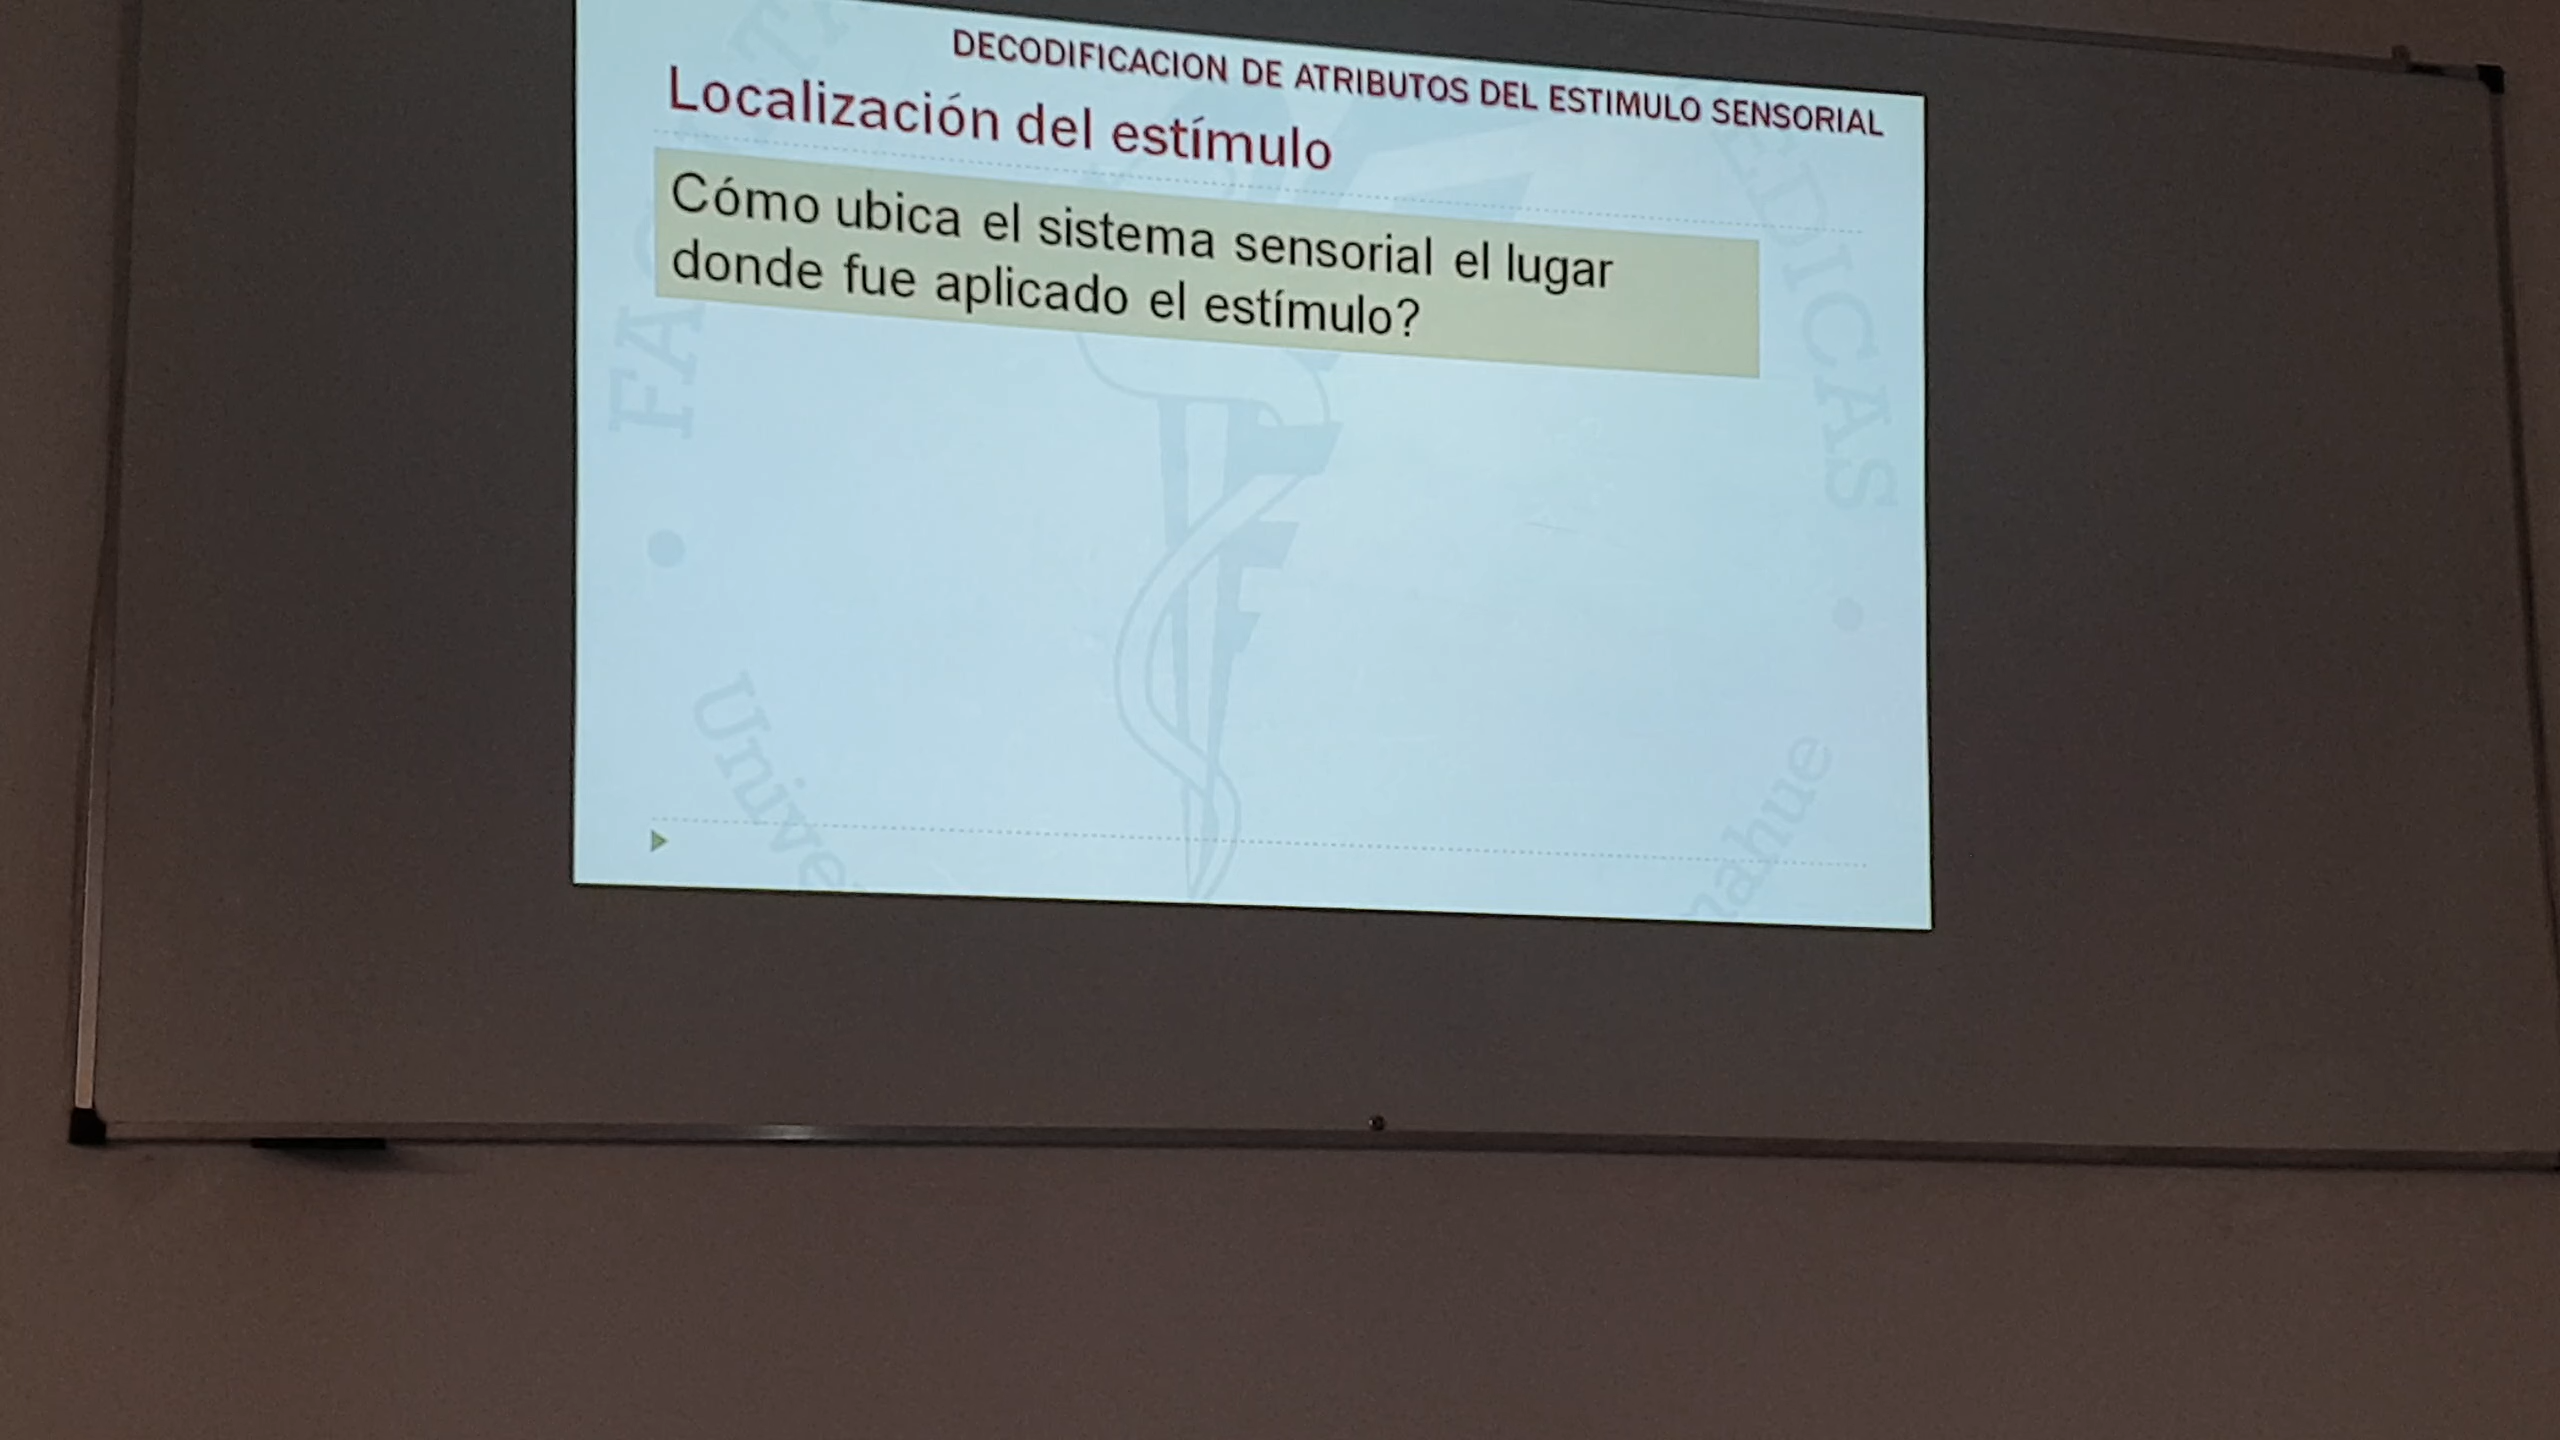 DECODIFICACION DE ATRIBUTOS DEL ESTIMULO SENSORIAL
Localización del estímulo
Cómo ubica el sistema sensorial el lugar
donde fue aplicado el estímulo?